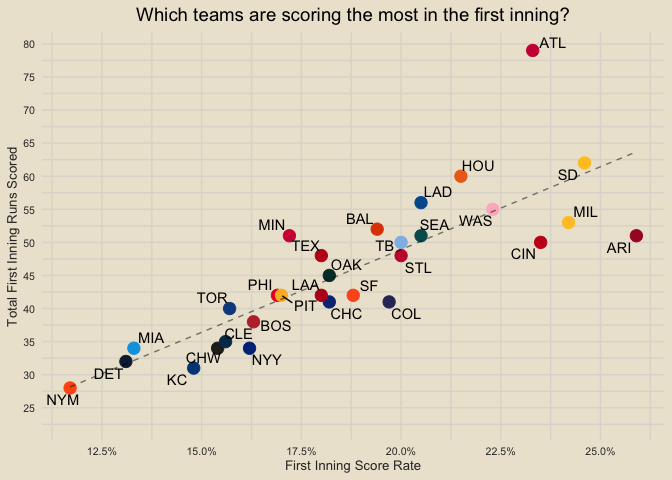 Which teams are scoring the most in the first inning?
Total First Inning Runs Scored
80
75
70
65
60
55
50
45
40
35
30
25
ATL
HOU
SD
LAD
MIL
WAS
MIN
BAL
SEA
TB
TEX
STL
CIN
ARI
OAK
PHI
LAA
SF
PIT
CHC
COL
TOR
BOS
MIA
CLE
CHW
NYY
DET
KC
NYM
12.5%
15.0%
17.5%
20.0%
22.5%
25.0%
First Inning Score Rate